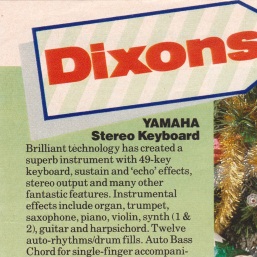 Dixons
YAMAHA
Stereo Keyboard
Brilliant technology has created a
superb instrument with 49-key
keyboard, sustain and 'echo' effects,
stereo output and many other
fantastic features. Instrumental
effects include organ, trumpet,
saxophone, piano, violin, synth (1 &
2), guitar and harpsichord. Twelve
auto-rhythms/drum fills. Auto Bass
Chord for single-finger accompani-